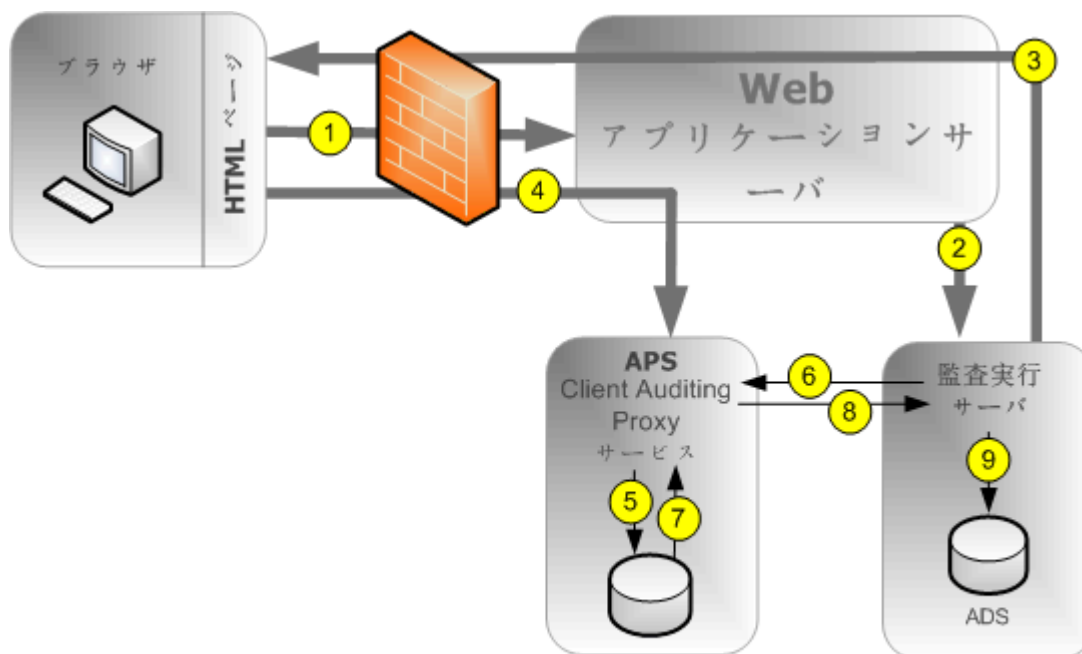 ブラウザ
HTML ページ
1
Web
アプリケーションサ
ーバ
3
4
2
APS
Client Auditing
Proxy
サービス
6
8
監査実行
サーバ
5
7
9
ADS